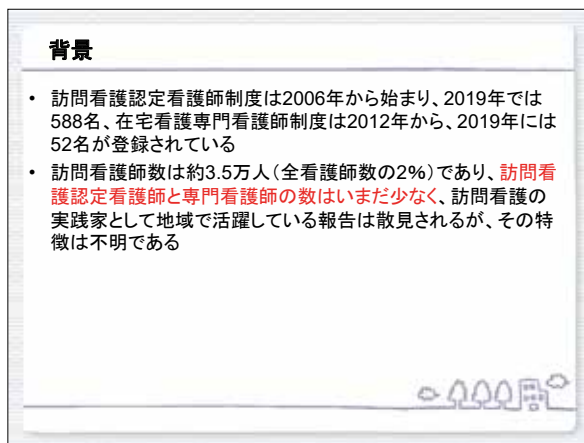 背景
• 訪問看護認定看護師制度は2006年から始まり、2019年では
588名、在宅看護専門看護師制度は2012年から、2019年には
52名が登録されている
• 訪問看護師数は約3.5万人（全看護師数の2%）であり、訪問看
護認定看護師と専門看護師の数はいまだ少なく、訪問看護の
実践家として地域で活躍している報告は散見されるが、その特
徴は不明である